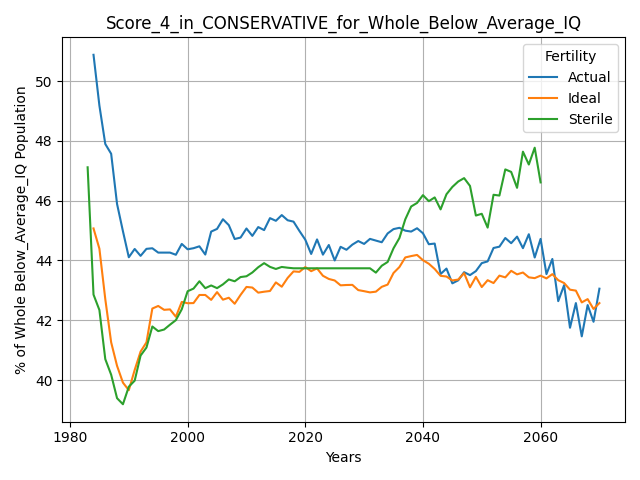 Score_4_in_CONSERVATIVE_for_Whole_Below_Average_IQ
% of Whole Below_Average_IQ Population
50
48
46
44
42
40
Fertility
Actual
Ideal
Sterile
1980
2000
2020
2040
2060
Years